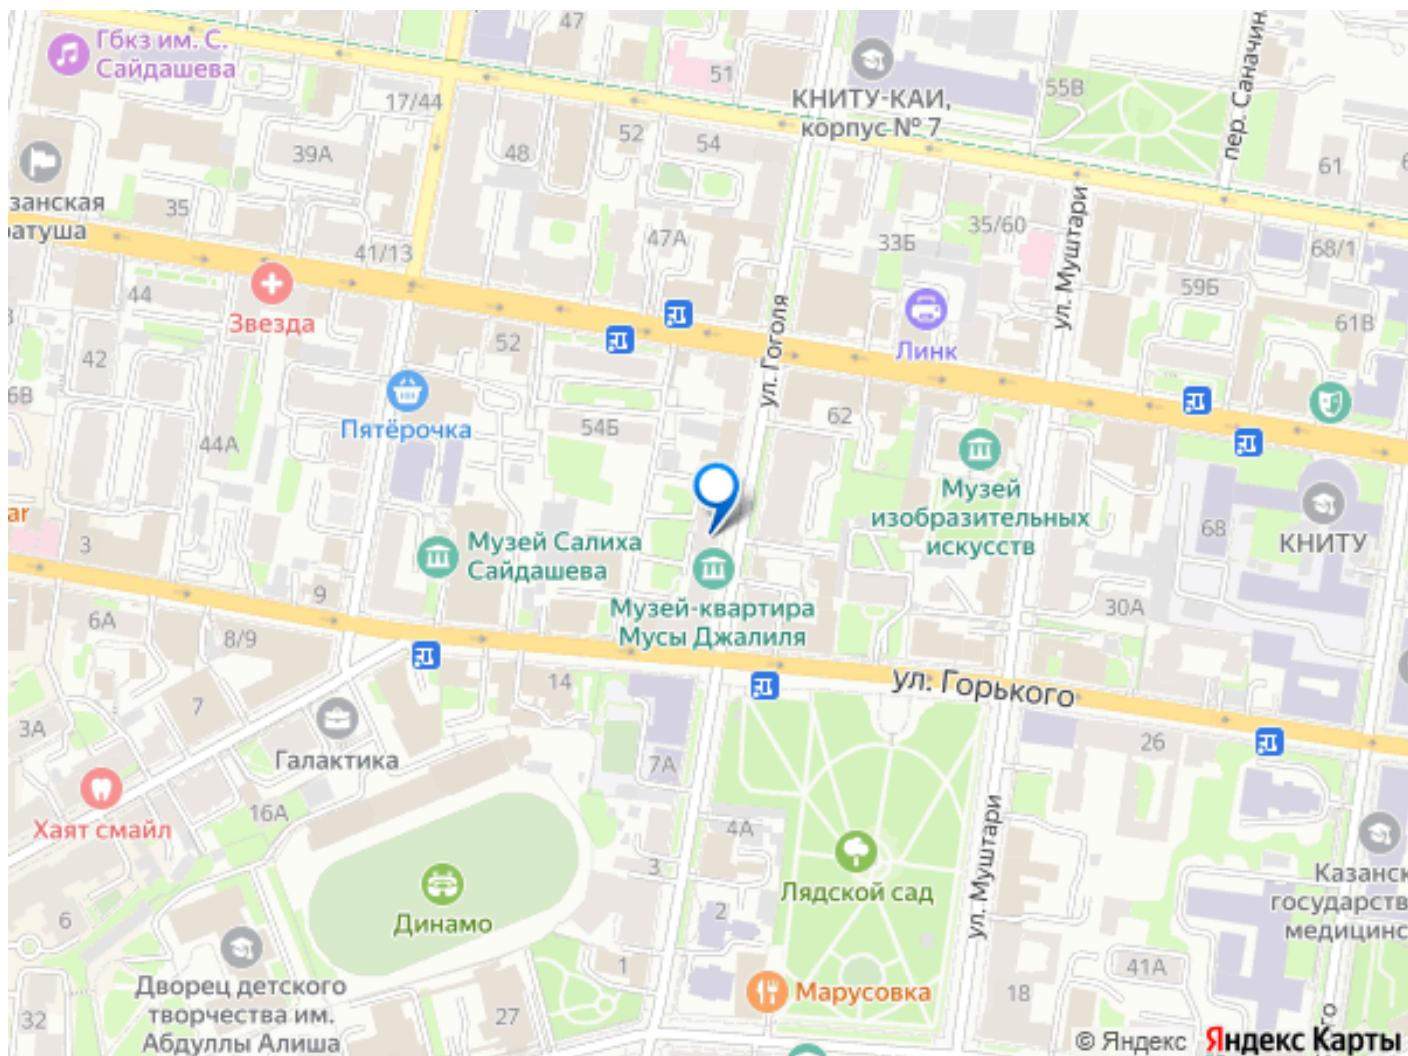 Гбкз им. С.
Сайдашева
47
51
55В
КНИТУ-КАИ,
корпус № 7
пер. Саначин
17/44
52
54
48
39А
61
занская
атуша
35
41/13
47А
33Б
35/60
ул. Муштари
68/1
59Б
61В
44
Звезда
52
ул. Гоголя
Линк
42
6В
44А
Пятёрочка
54Б
62
Музей
изобразительных
искусств
68
КНИТУ
ar
3
Музей Салиха
Сайдашева
Музей-квартира
Мусы Джалиля
9
30А
6А
8/9
14
ул. Горького
7
3А
Галактика
7А
26
16А
Хаят смайл
4А
3
Лядской сад
ул. Муштари
Казанск
государств
медицинс
6
Динамо
2
1
Дворец детского
творчества им.
Абдуллы Алиша
32
27
Марусовка
18
41А
го
© Яндекс Яндекс Карты